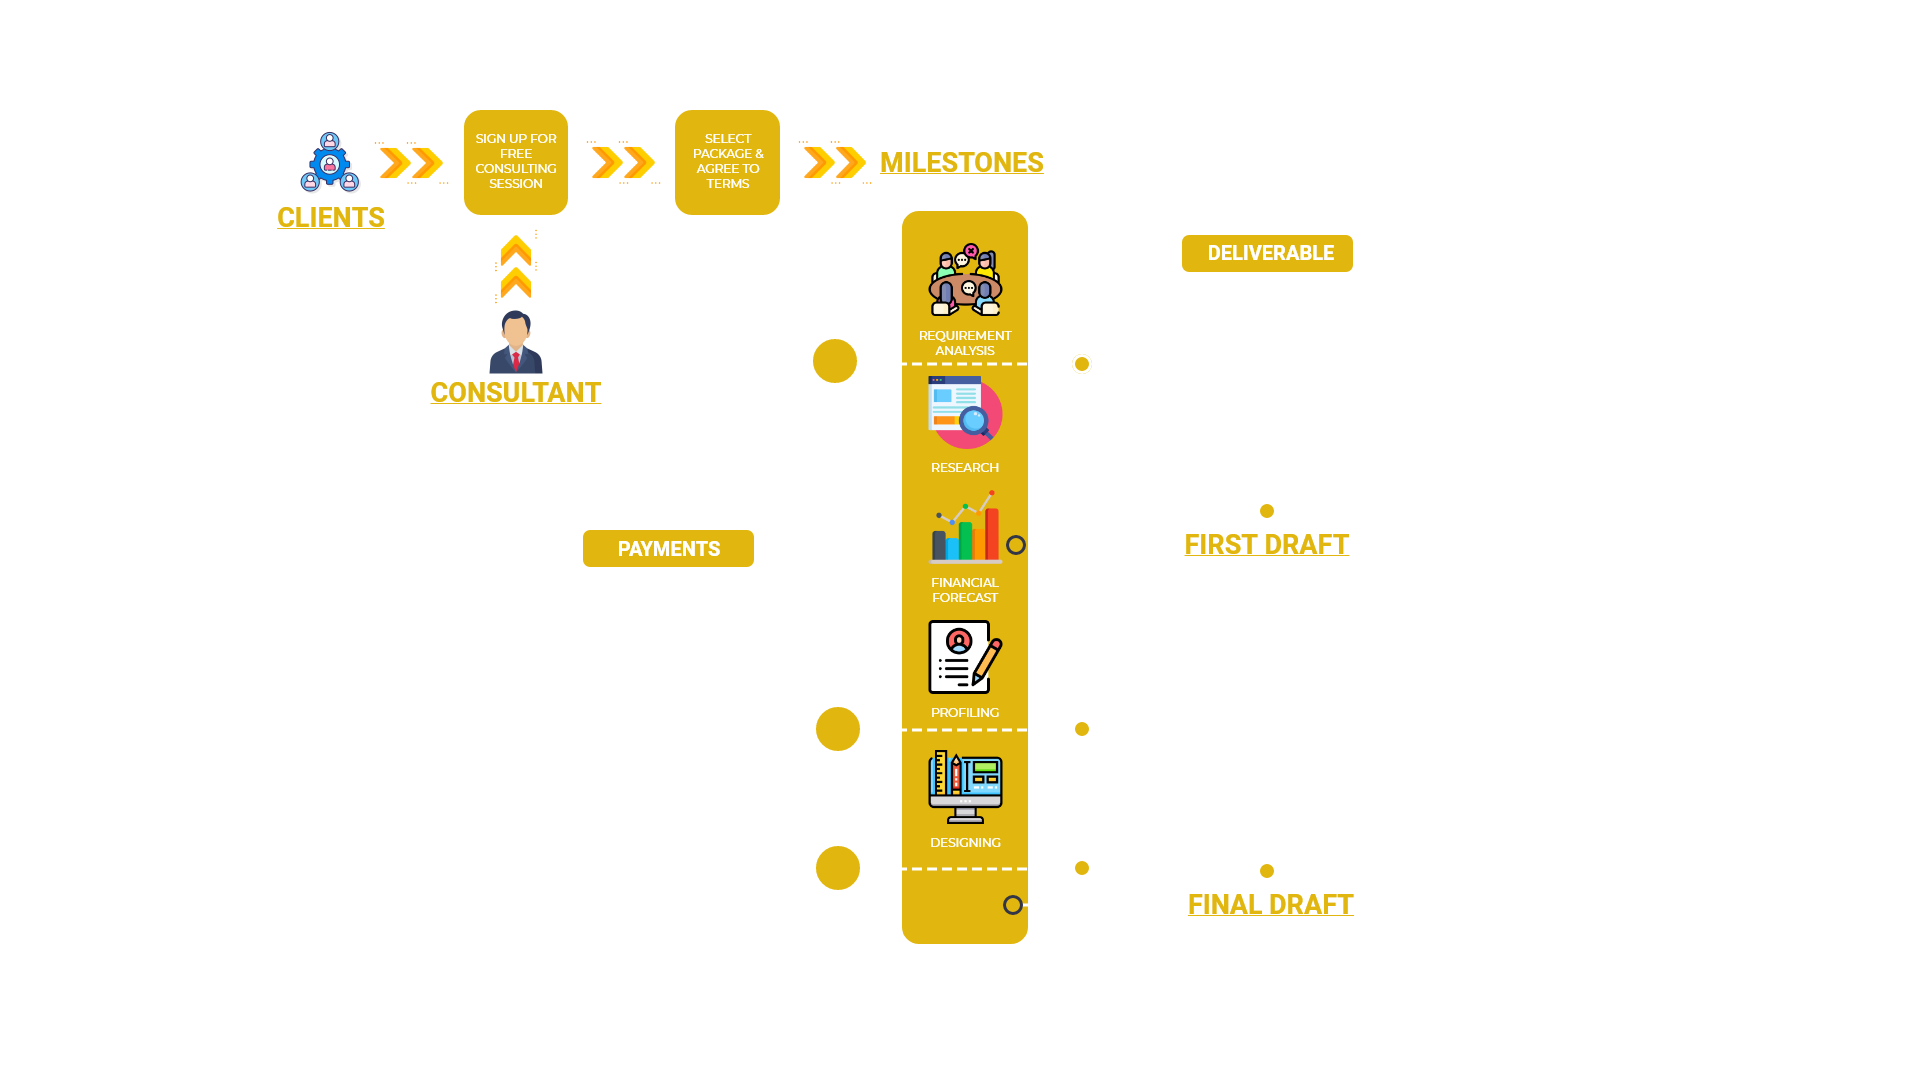 SIGN UP FOR
FREE
CONSULTING
SESSION
SELECT
PACKAGE &
AGREE TO
TERMS
MILESTONES
CLIENTS
DELIVERABLE
REQUIREMENT
ANALYSIS
CONSULTANT
RESEARCH
PAYMENTS
FIRST DRAFT
FINANCIAL
FORECAST
PROFILING
DESIGNING
FINAL DRAFT